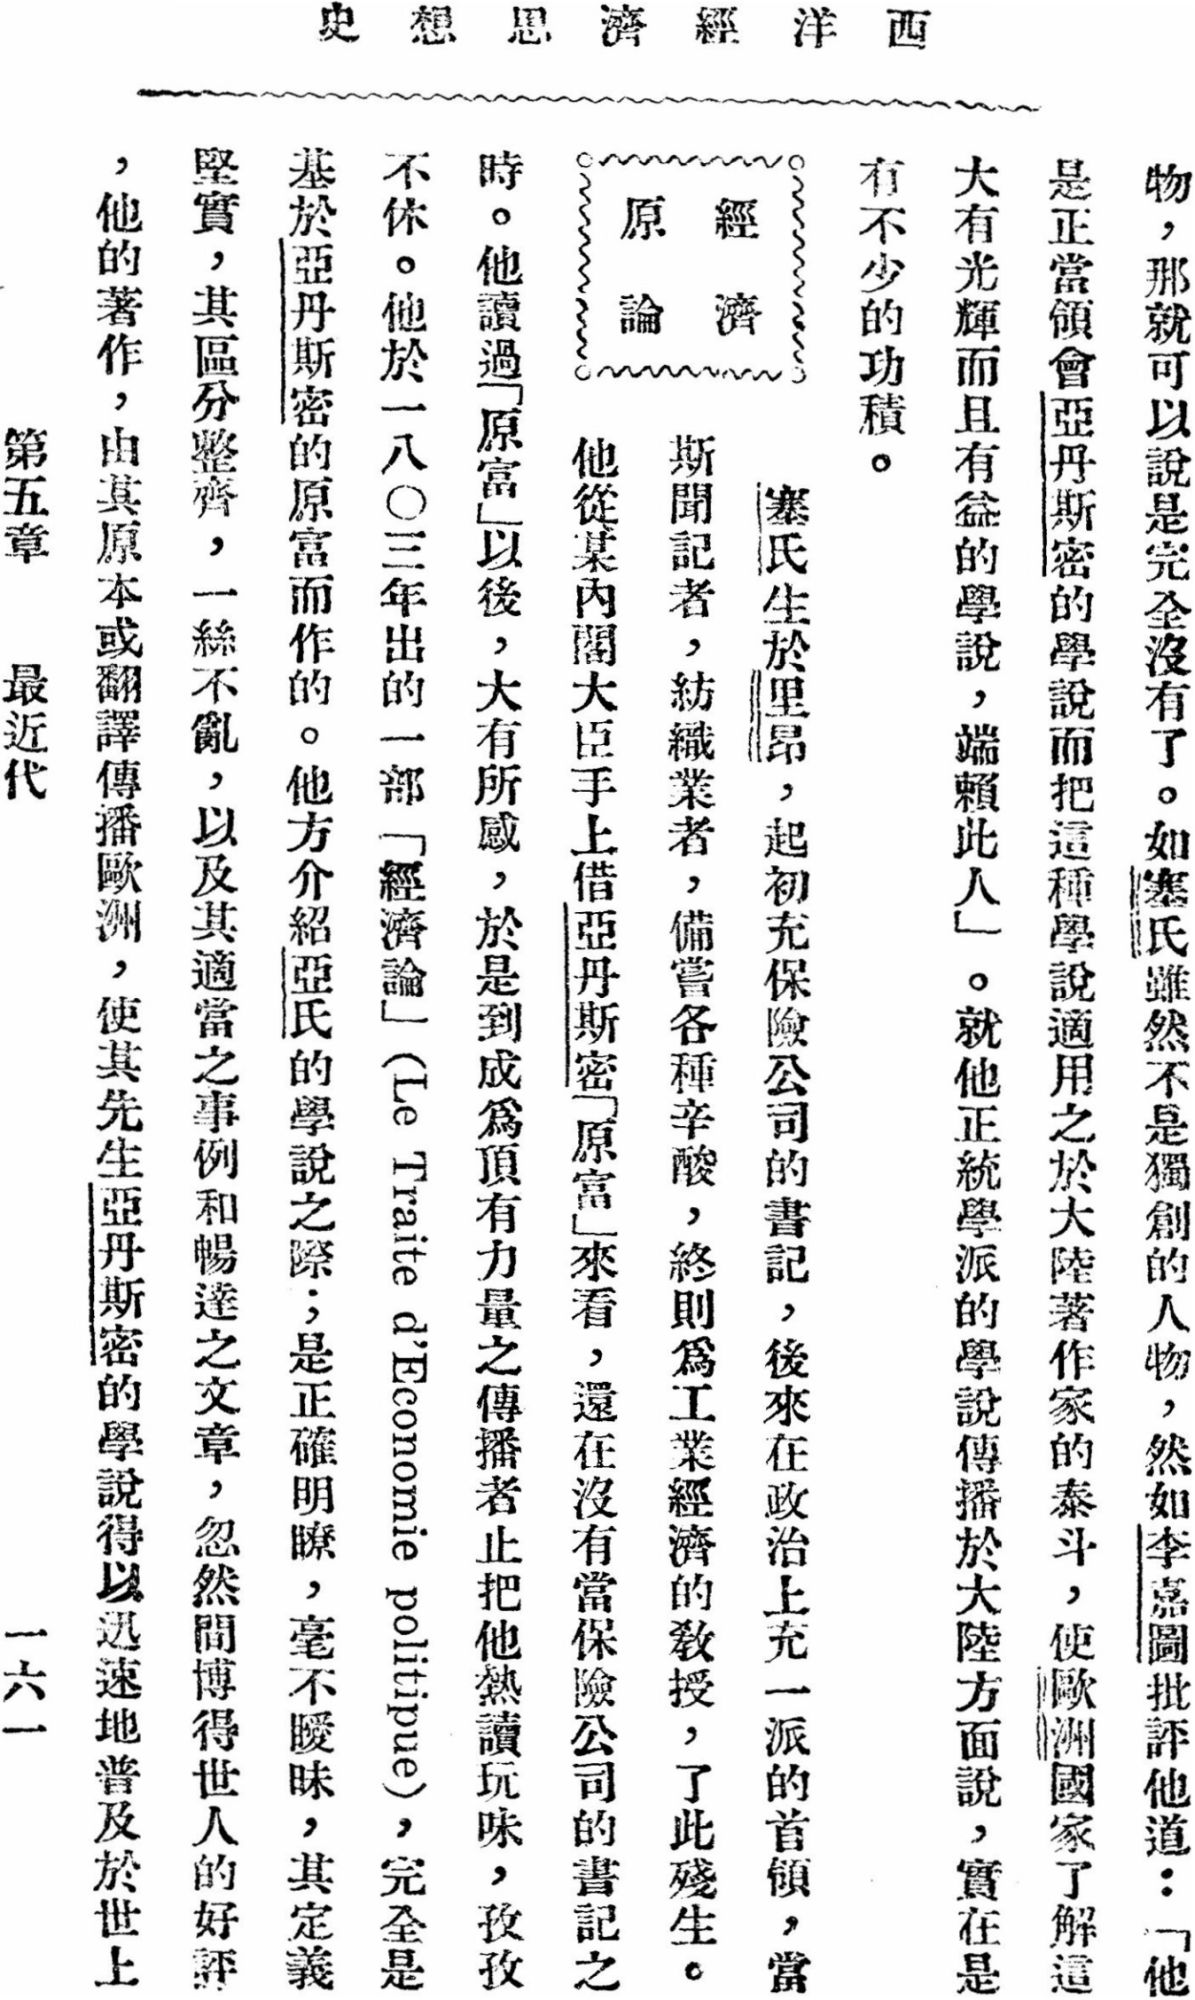 西洋經濟思想史
物，那就可以說是完全沒有了。如塞氏雖然不是獨創的人物，然如李嘉圖批評他道：「他
是正當領會亞丹斯密的學說而把這種學說適用之於大陸著作家的泰斗，使歐洲國家了解這
大有光輝而且有益的學說，端賴此人」。就他正統學派的學說傳播於大陸方面說，實在是
有不少的功積。
經濟
原論
塞氏生於里昂，起初充保險公司的書記，後來在政治上充一派的首領，當
斯聞記者，紡織業者，備嘗各種辛酸，終則爲工業經濟的敎授，了此殘生。
他從某內閣大臣手上借亞丹斯密「原富」來看，還在沒有當保險公司的書記之
時。他讀過「原富」以後，大有所感，於是到成爲頂有力量之傳播者止把他熱讀玩味，孜孜
不休。他於一八〇三年出的一部「經濟論」（Le Traite d'Economie politipue），完全是
基於亞丹斯密的原富而作的。他方介紹亞氏的學說之際；是正確明瞭，毫不曖昧，其定義
堅實，其區分整齊，一絲不亂，以及其適當之事例和暢達之文章，忽然間博得世人的好評
，他的著作，由其原本或翻譯傳播歐洲，使其先生亞丹斯密的學說得以迅速地普及於世上
第五章　最近代　一六一